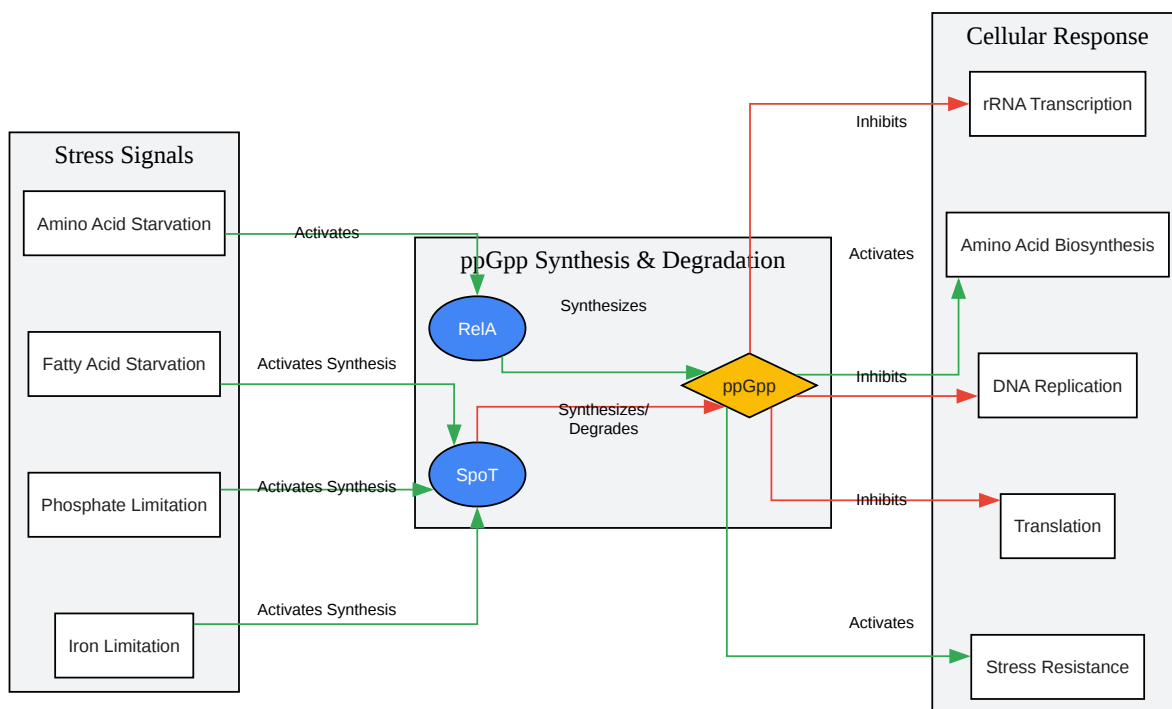 Stress Signals
Amino Acid Starvation
Fatty Acid Starvation
Phosphate Limitation
Iron Limitation
Activates
Activates Synthesis
Activates Synthesis
Activates Synthesis
ppGpp Synthesis & Degradation
RelA
SpoT
Synthesizes
Synthesizes/
Degrades
ppGpp
Inhibits
Activates
Inhibits
Inhibits
Activates
Cellular Response
rRNA Transcription
Amino Acid Biosynthesis
DNA Replication
Translation
Stress Resistance